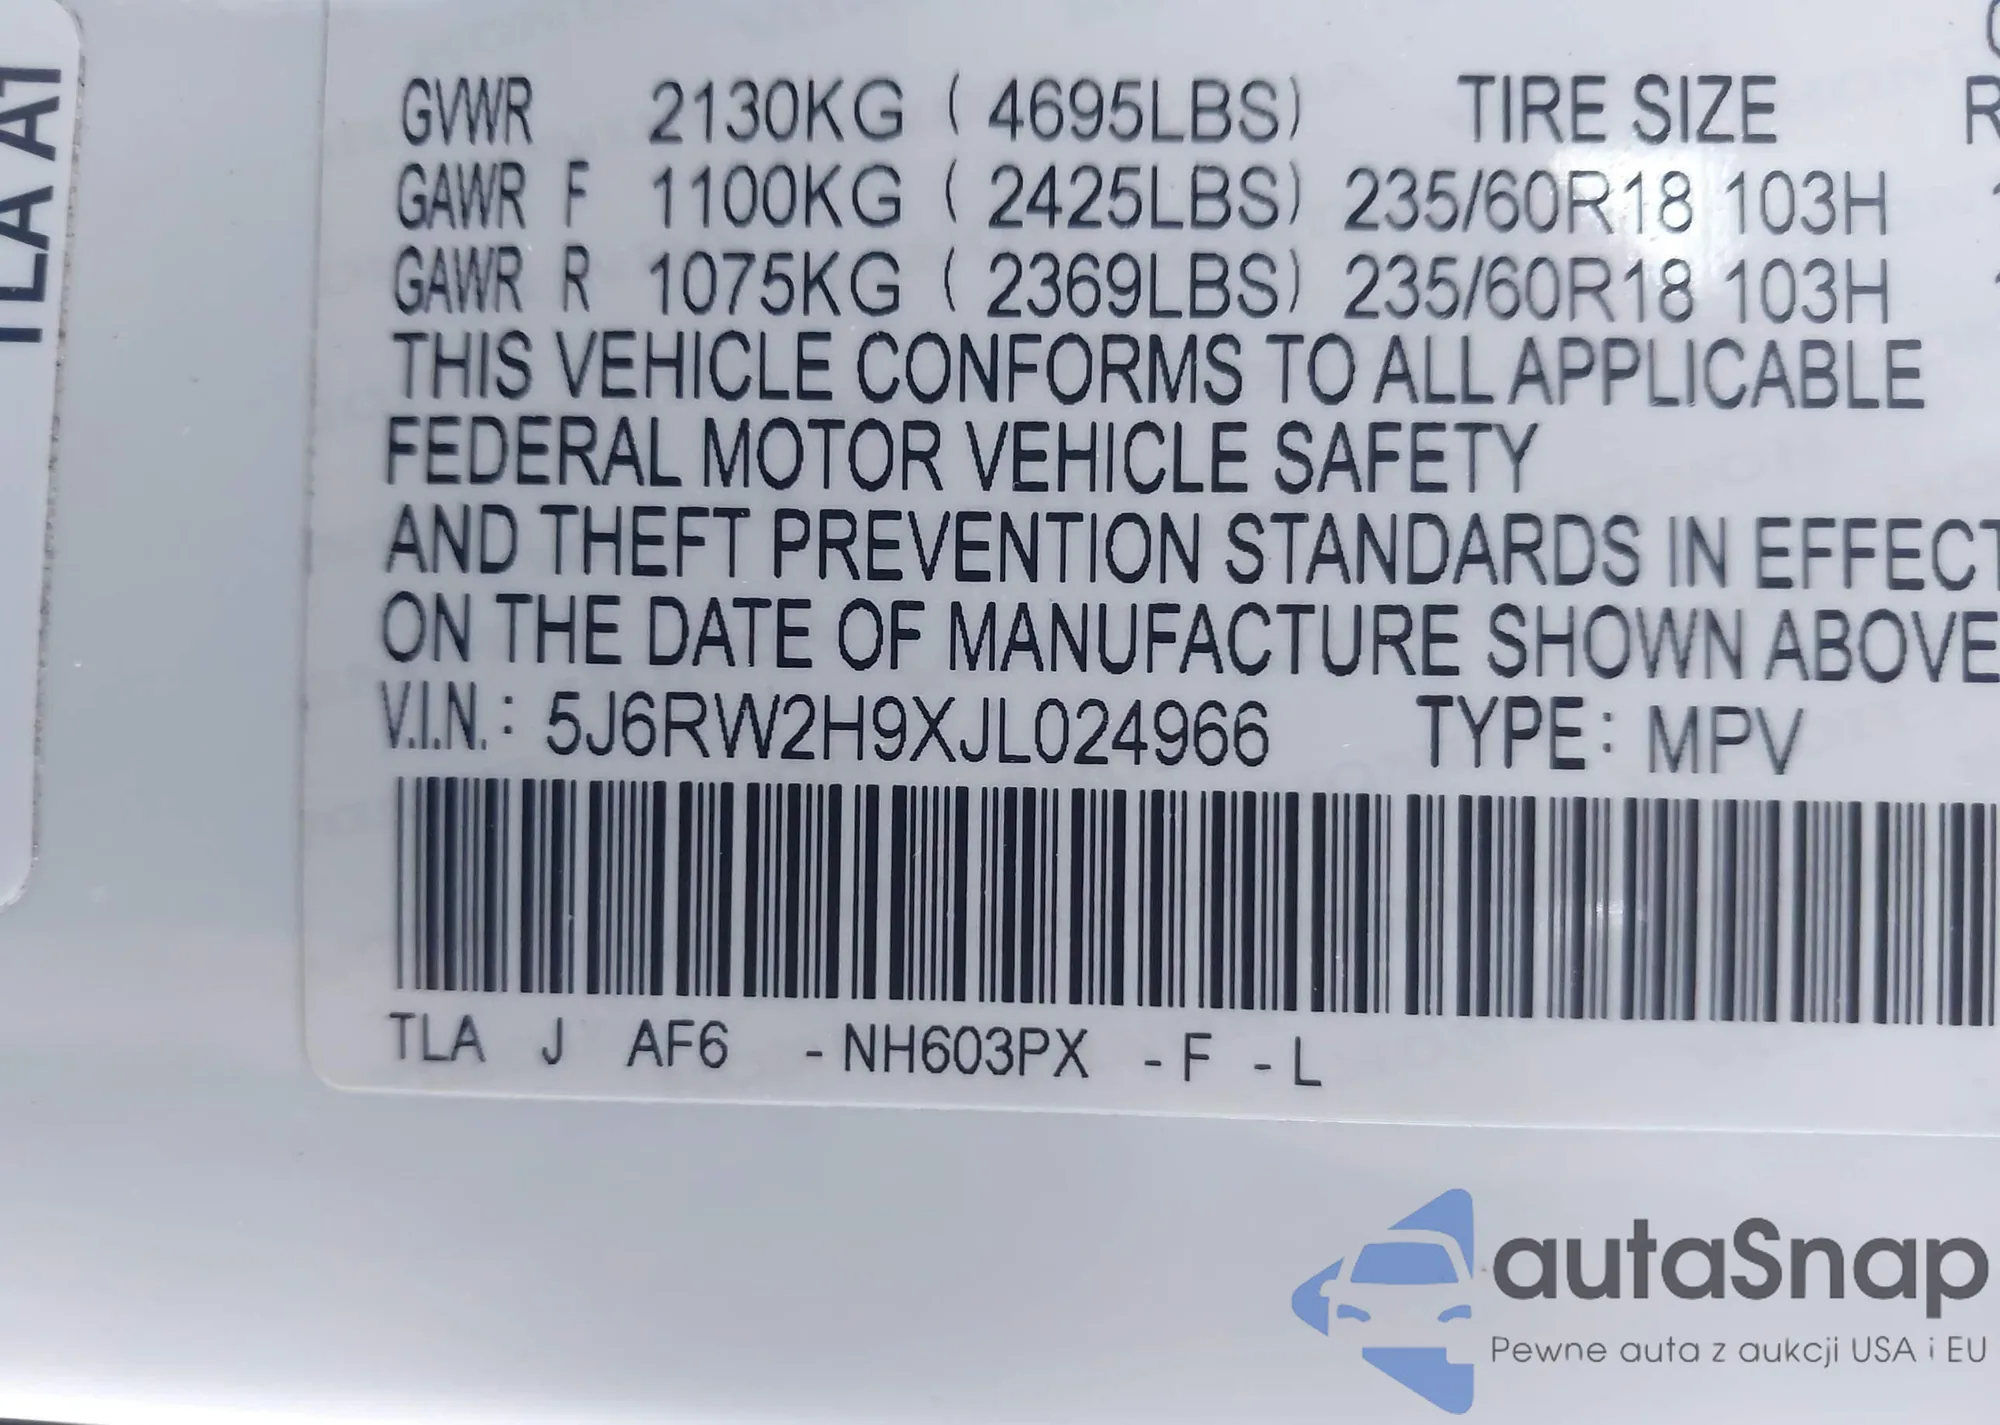 TLA A1
GVWR 2130KG ( 4695LBS) TIRE SIZE
GAWR F 1100KG ( 2425LBS) 235/60R18 103H
GAWR R 1075KG ( 2369LBS) 235/60R18 103H
THIS VEHICLE CONFORMS TO ALL APPLICABLE
FEDERAL MOTOR VEHICLE SAFETY
AND THEFT PREVENTION STANDARDS IN EFFECT
ON THE DATE OF MANUFACTURE SHOWN ABOVE
V.I.N.: 5J6RW2H9XJL024966 TYPE: MPV
TLA J AF6 -NH603PX -F -L
autaSnap
Pewne auta z aukcji USA i EU